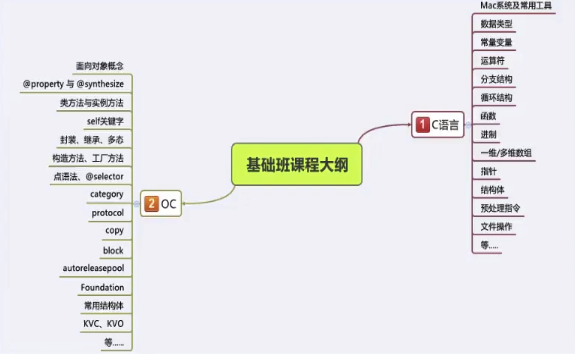 基础班课程大纲
1 C语言
Mac系统及常用工具
数据类型
常量变量
运算符
分支结构
循环结构
函数
进制
一维/多维数组
指针
结构体
预处理指令
文件操作
等.....
2 OC
面向对象概念
@property 与 @synthesize
类方法与实例方法
self关键字
封装、继承、多态
构造方法、工厂方法
点语法、@selector
category
protocol
copy
block
autoreleasepool
Foundation
常用结构体
KVC、KVO
等......